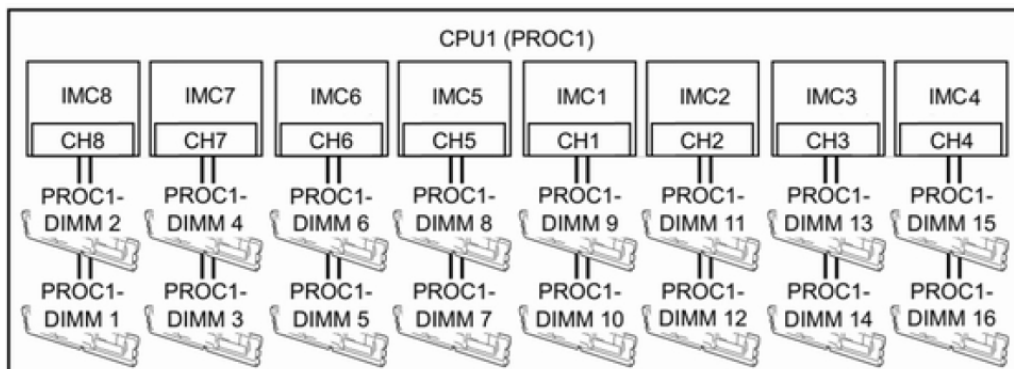 CPU1 (PROC1)
IMC8 IMC7 IMC6 IMC5 IMC1 IMC2 IMC3 IMC4
CH8 CH7 CH6 CH5 CH1 CH2 CH3 CH4
PROC1- PROC1- PROC1- PROC1- PROC1- PROC1- PROC1- PROC1-
DIMM 2 DIMM 4 DIMM 6 DIMM 8 DIMM 9 DIMM 11 DIMM 13 DIMM 15
PROC1- PROC1- PROC1- PROC1- PROC1- PROC1- PROC1- PROC1-
DIMM 1 DIMM 3 DIMM 5 DIMM 7 DIMM 10 DIMM 12 DIMM 14 DIMM 16